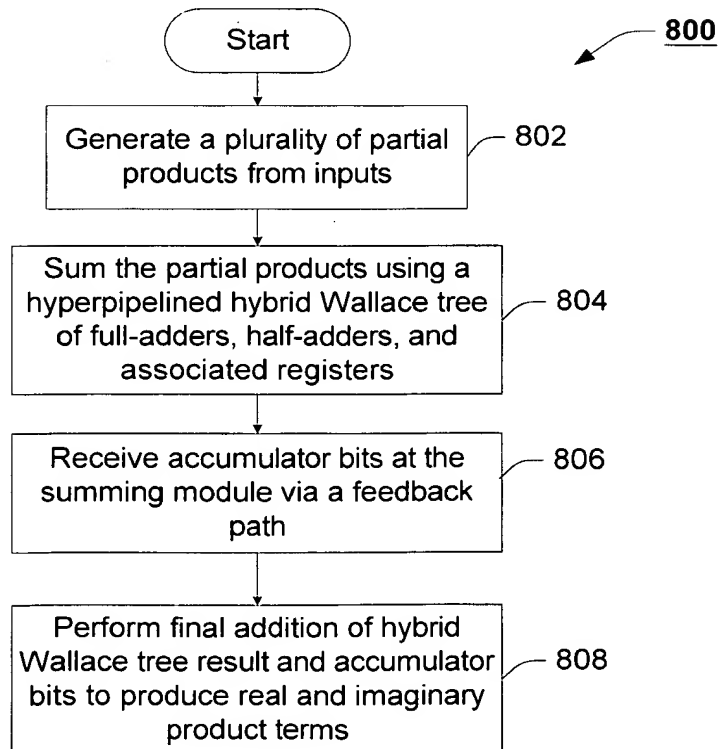 Start
800
Generate a plurality of partial
products from inputs
802
Sum the partial products using a
hyperpipelined hybrid Wallace tree
of full-adders, half-adders, and
associated registers
804
Receive accumulator bits at the
summing module via a feedback
path
806
Perform final addition of hybrid
Wallace tree result and accumulator
bits to produce real and imaginary
product terms
808